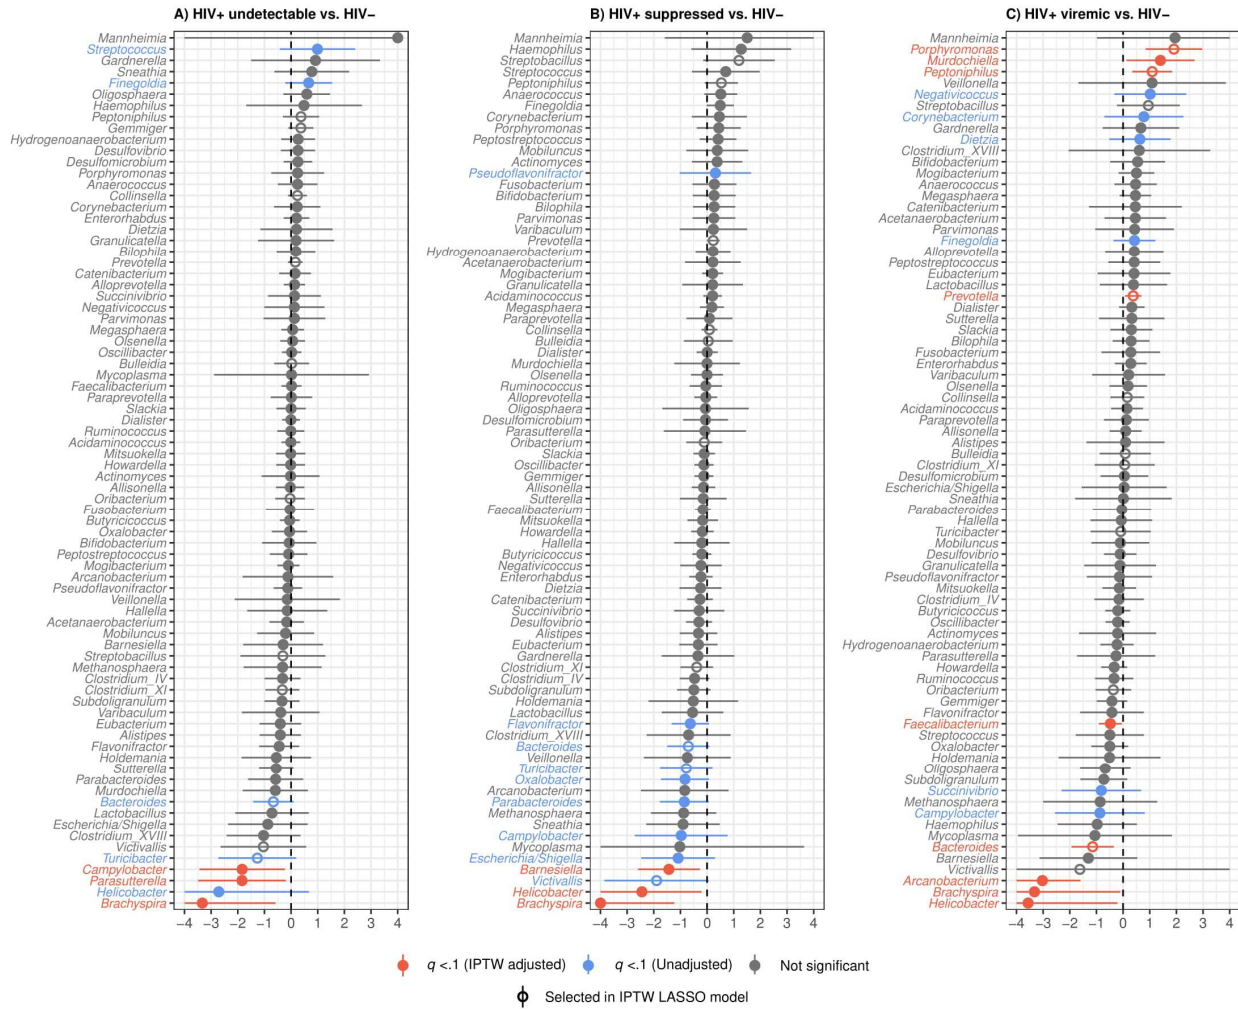 A) HIV+ undetectable vs. HIV−
Mannheimia
Streptococcus
Gardnerella
Sneathia
Finegoldia
Oligosphaera
Haemophilus
Peptoniphilus
Gemmiger
Hydrogenoanaerobacterium
Desulfovibrio
Desulfomicrobium
Porphyromonas
Anaerococcus
Collinsella
Corynebacterium
Enterorhabdus
Dietzia
Granulicatella
Bilophila
Prevotella
Catenibacterium
Alloprevotella
Succinivibrio
Negativicoccus
Parvimonas
Megasphaera
Olsenella
Oscillibacter
Bulleidia
Mycoplasma
Faecalibacterium
Paraprevotella
Slackia
Dialister
Ruminococcus
Acidaminococcus
Mitsuokella
Howardella
Actinomyces
Allisonella
Oribacterium
Fusobacterium
Butyricicoccus
Oxalobacter
Bifidobacterium
Peptostreptococcus
Mogibacterium
Arcanobacterium
Pseudoflavonifractor
Veillonella
Hallella
Acetanaerobacterium
Mobiluncus
Barnesiella
Streptobacillus
Methanosphaera
Clostridium_IV
Clostridium_XI
Subdoligranulum
Varibaculum
Eubacterium
Alistipes
Flavonifractor
Holdemania
Sutterella
Parabacteroides
Murdochiella
Bacteroides
Lactobacillus
Escherichia/Shigella
Clostridium_XVIII
Victivallis
Turicibacter
Campylobacter
Parasutterella
Helicobacter
Brachyspira
−4 −3 −2 −1 0 1 2 3 4
B) HIV+ suppressed vs. HIV−
Mannheimia
Haemophilus
Streptobacillus
Streptococcus
Peptoniphilus
Anaerococcus
Finegoldia
Corynebacterium
Porphyromonas
Peptostreptococcus
Mobiluncus
Actinomyces
Pseudoflavonifractor
Fusobacterium
Bifidobacterium
Bilophila
Parvimonas
Varibaculum
Prevotella
Hydrogenoanaerobacterium
Acetanaerobacterium
Mogibacterium
Granulicatella
Acidaminococcus
Megasphaera
Paraprevotella
Collinsella
Bulleidia
Dialister
Murdochiella
Olsenella
Ruminococcus
Alloprevotella
Oligosphaera
Desulfomicrobium
Parasutterella
Oribacterium
Slackia
Oscillibacter
Gemmiger
Allisonella
Sutterella
Faecalibacterium
Mitsuokella
Howardella
Hallella
Butyricicoccus
Negativicoccus
Enterorhabdus
Dietzia
Catenibacterium
Succinivibrio
Desulfovibrio
Alistipes
Eubacterium
Gardnerella
Clostridium_XI
Clostridium_IV
Subdoligranulum
Holdemania
Lactobacillus
Flavonifractor
Clostridium_XVIII
Bacteroides
Veillonella
Turicibacter
Oxalobacter
Arcanobacterium
Parabacteroides
Methanosphaera
Sneathia
Campylobacter
Mycoplasma
Escherichia/Shigella
Barnesiella
Victivallis
Helicobacter
Brachyspira
−4 −3 −2 −1 0 1 2 3 4
C) HIV+ viremic vs. HIV−
Mannheimia
Porphyromonas
Murdochiella
Peptoniphilus
Veillonella
Negativicoccus
Streptobacillus
Corynebacterium
Gardnerella
Dietzia
Clostridium_XVIII
Bifidobacterium
Mogibacterium
Anaerococcus
Megasphaera
Catenibacterium
Acetanaerobacterium
Parvimonas
Finegoldia
Alloprevotella
Peptostreptococcus
Eubacterium
Lactobacillus
Prevotella
Dialister
Sutterella
Slackia
Bilophila
Fusobacterium
Enterorhabdus
Varibaculum
Olsenella
Collinsella
Acidaminococcus
Paraprevotella
Allisonella
Alistipes
Bulleidia
Clostridium_XI
Desulfomicrobium
Escherichia/Shigella
Sneathia
Parabacteroides
Hallella
Turicibacter
Mobiluncus
Desulfovibrio
Granulicatella
Pseudoflavonifractor
Mitsuokella
Clostridium_IV
Butyricicoccus
Oscillibacter
Actinomyces
Hydrogenoanaerobacterium
Parasutterella
Howardella
Ruminococcus
Oribacterium
Gemmiger
Flavonifractor
Faecalibacterium
Streptococcus
Oxalobacter
Holdemania
Oligosphaera
Subdoligranulum
Succinivibrio
Methanosphaera
Campylobacter
Haemophilus
Mycoplasma
Bacteroides
Barnesiella
Victivallis
Arcanobacterium
Brachyspira
Helicobacter
−4 −3 −2 −1 0 1 2 3 4
q <.1 (IPTW adjusted) q <.1 (Unadjusted) Not significant
Selected in IPTW LASSO model